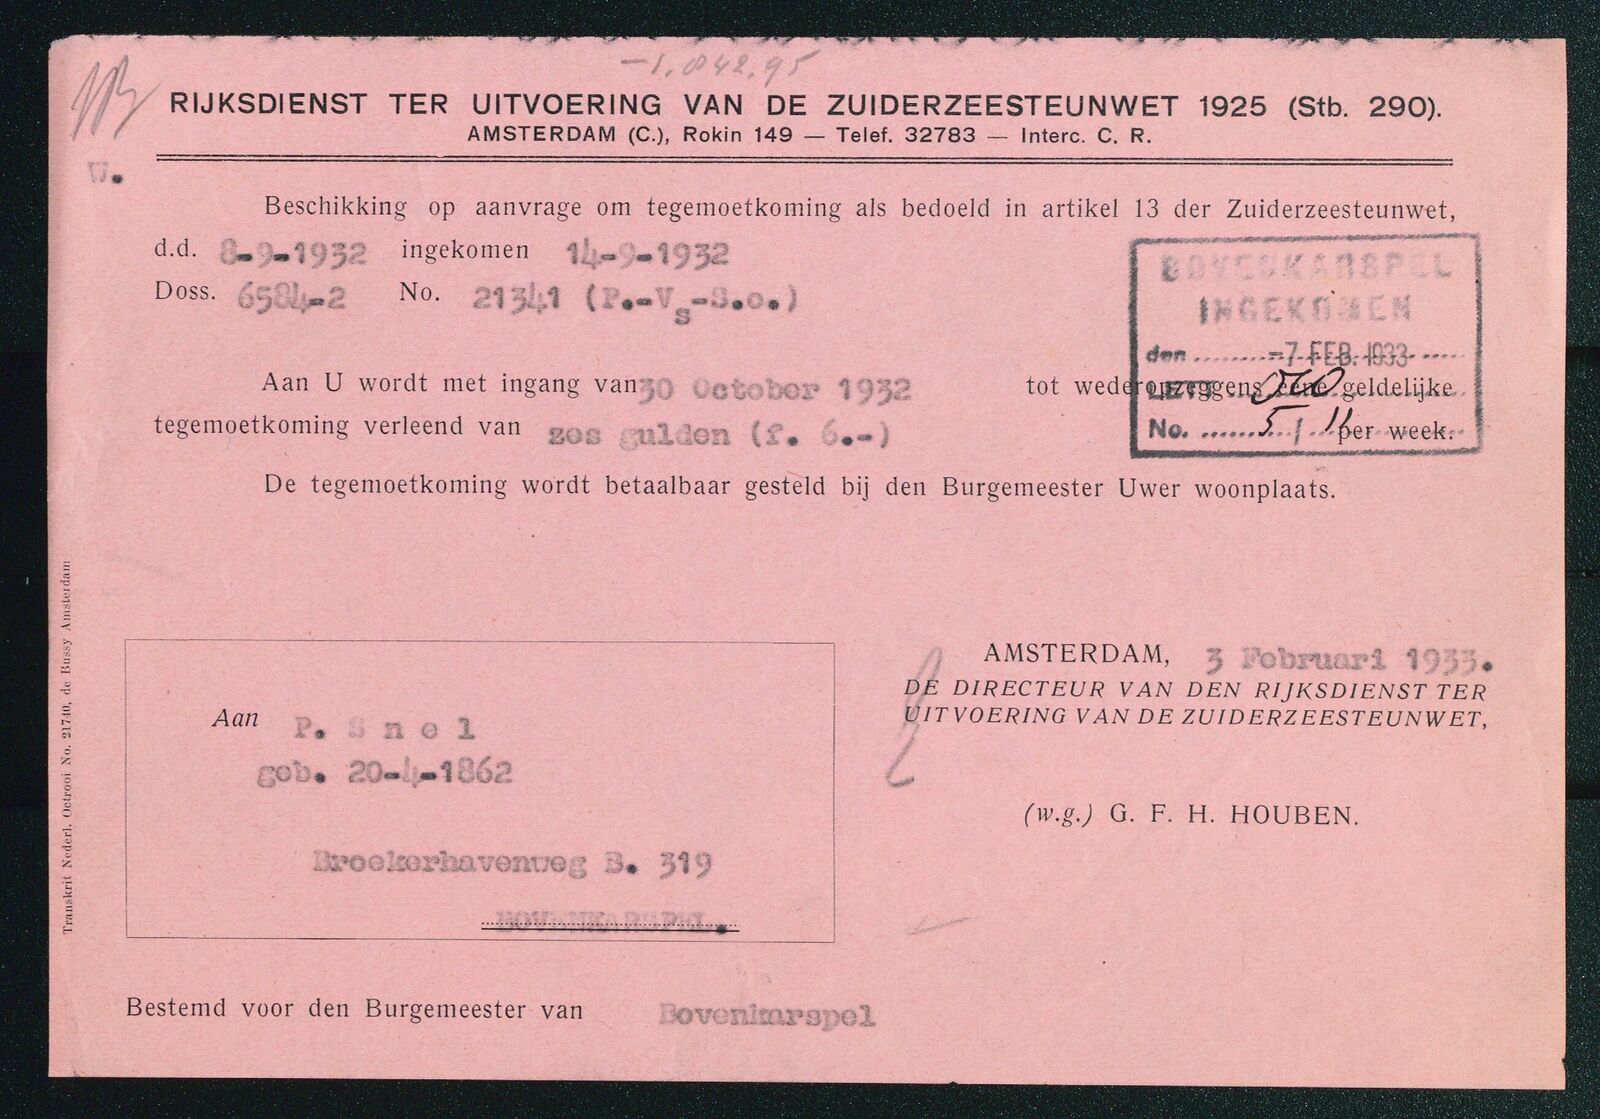 -1.842,95
RIJKSDIENST TER UITVOERING VAN DE ZUIDERZEESTEUNWET 1925 (Stb. 290).
AMSTERDAM (C.), Rokin 149 — Telef. 32783 — Interc. C. R.
U.
Beschikking op aanvrage om tegemoetkoming als bedoeld in artikel 13 der Zuiderzeesteunwet,
d.d. 8-9-1932 ingekomen 14-9-1932
Doss. 6584-2 No. 21341 (P.-Vs-S.o.)
BOVENKARSPEL
INGEKOMEN
den -7 FEB. 1933
LETT.
No. 5/11
Aan U wordt met ingang van 30 October 1932 tot wederopzeggens eene geldelijke
tegemoetkoming verleend van zes gulden (f. 6.-) per week.
De tegemoetkoming wordt betaalbaar gesteld bij den Burgemeester Uwer woonplaats.
AMSTERDAM, 3 Februari 1933.
DE DIRECTEUR VAN DEN RIJKSDIENST TER
UITVOERING VAN DE ZUIDERZEESTEUNWET,
(w.g.) G. F. H. HOUBEN.
Aan P. Snel
geb. 20-4-1862
Broekerhavenweg B. 319
BOVENKARSPEL.
Bestemd voor den Burgemeester van Bovenkarspel
Transkrit Nederl. Octrooi No. 21740, de Bussy Amsterdam